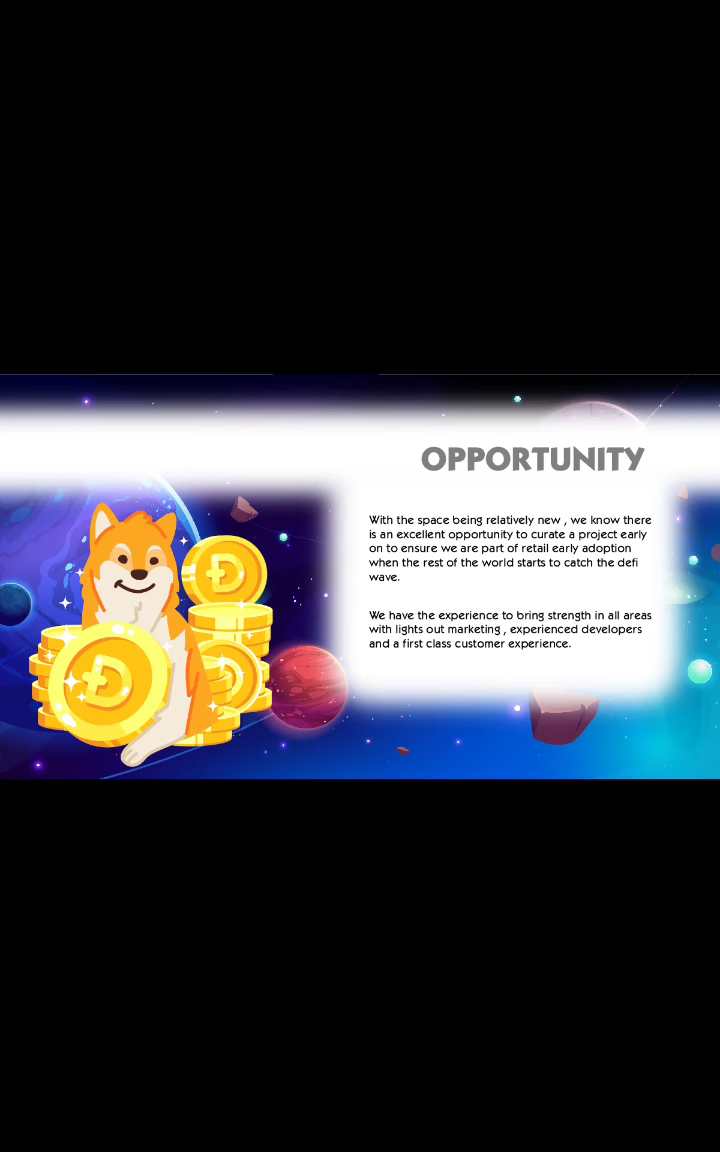 OPPORTUNITY
With the space being relatively new , we know there
is an excellent opportunity to curate a project early
on to ensure we are part of retail early adoption
when the rest of the world starts to catch the defi
wave.
We have the experience to bring strength in all areas
with lights out marketing , experienced developers
and a first class customer experience.